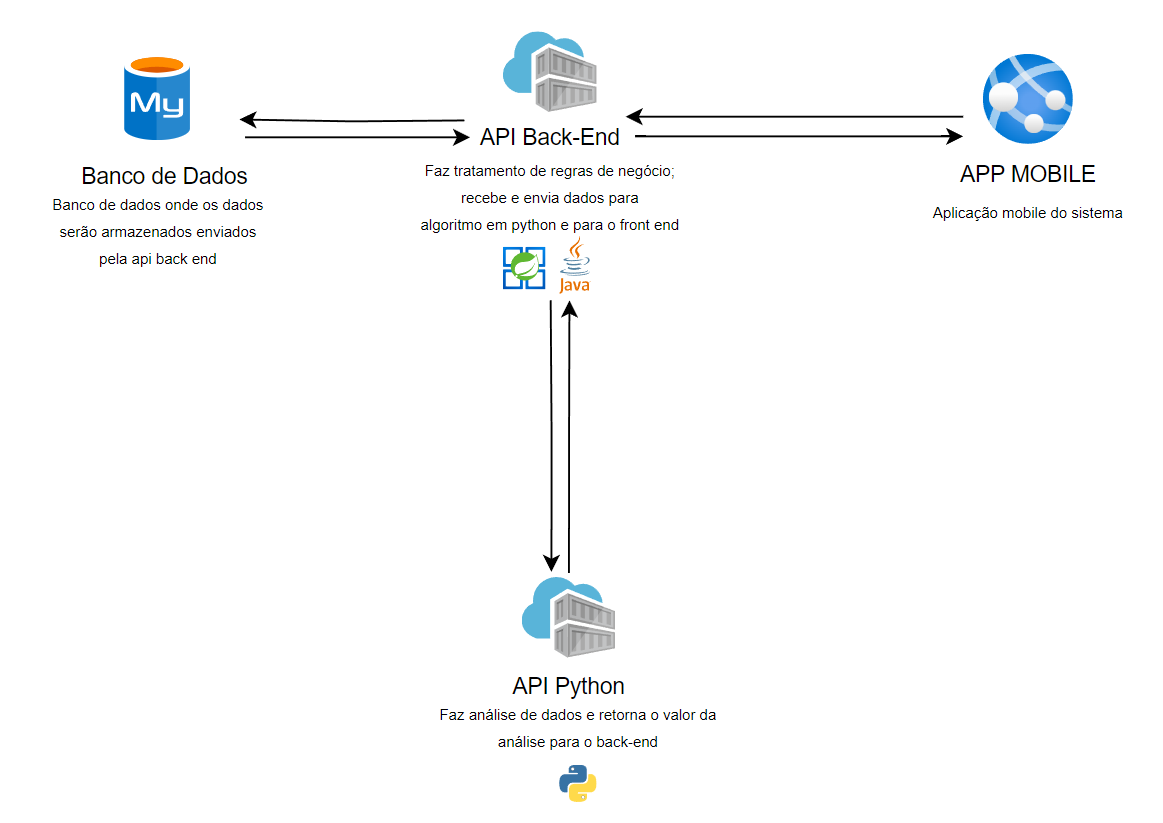 My
Banco de Dados
Banco de dados onde os dados
serão armazenados enviados
pela api back end
API Back-End
Faz tratamento de regras de negócio;
recebe e envia dados para
algoritmo em python e para o front end
Java
APP MOBILE
Aplicação mobile do sistema
API Python
Faz análise de dados e retorna o valor da
análise para o back-end